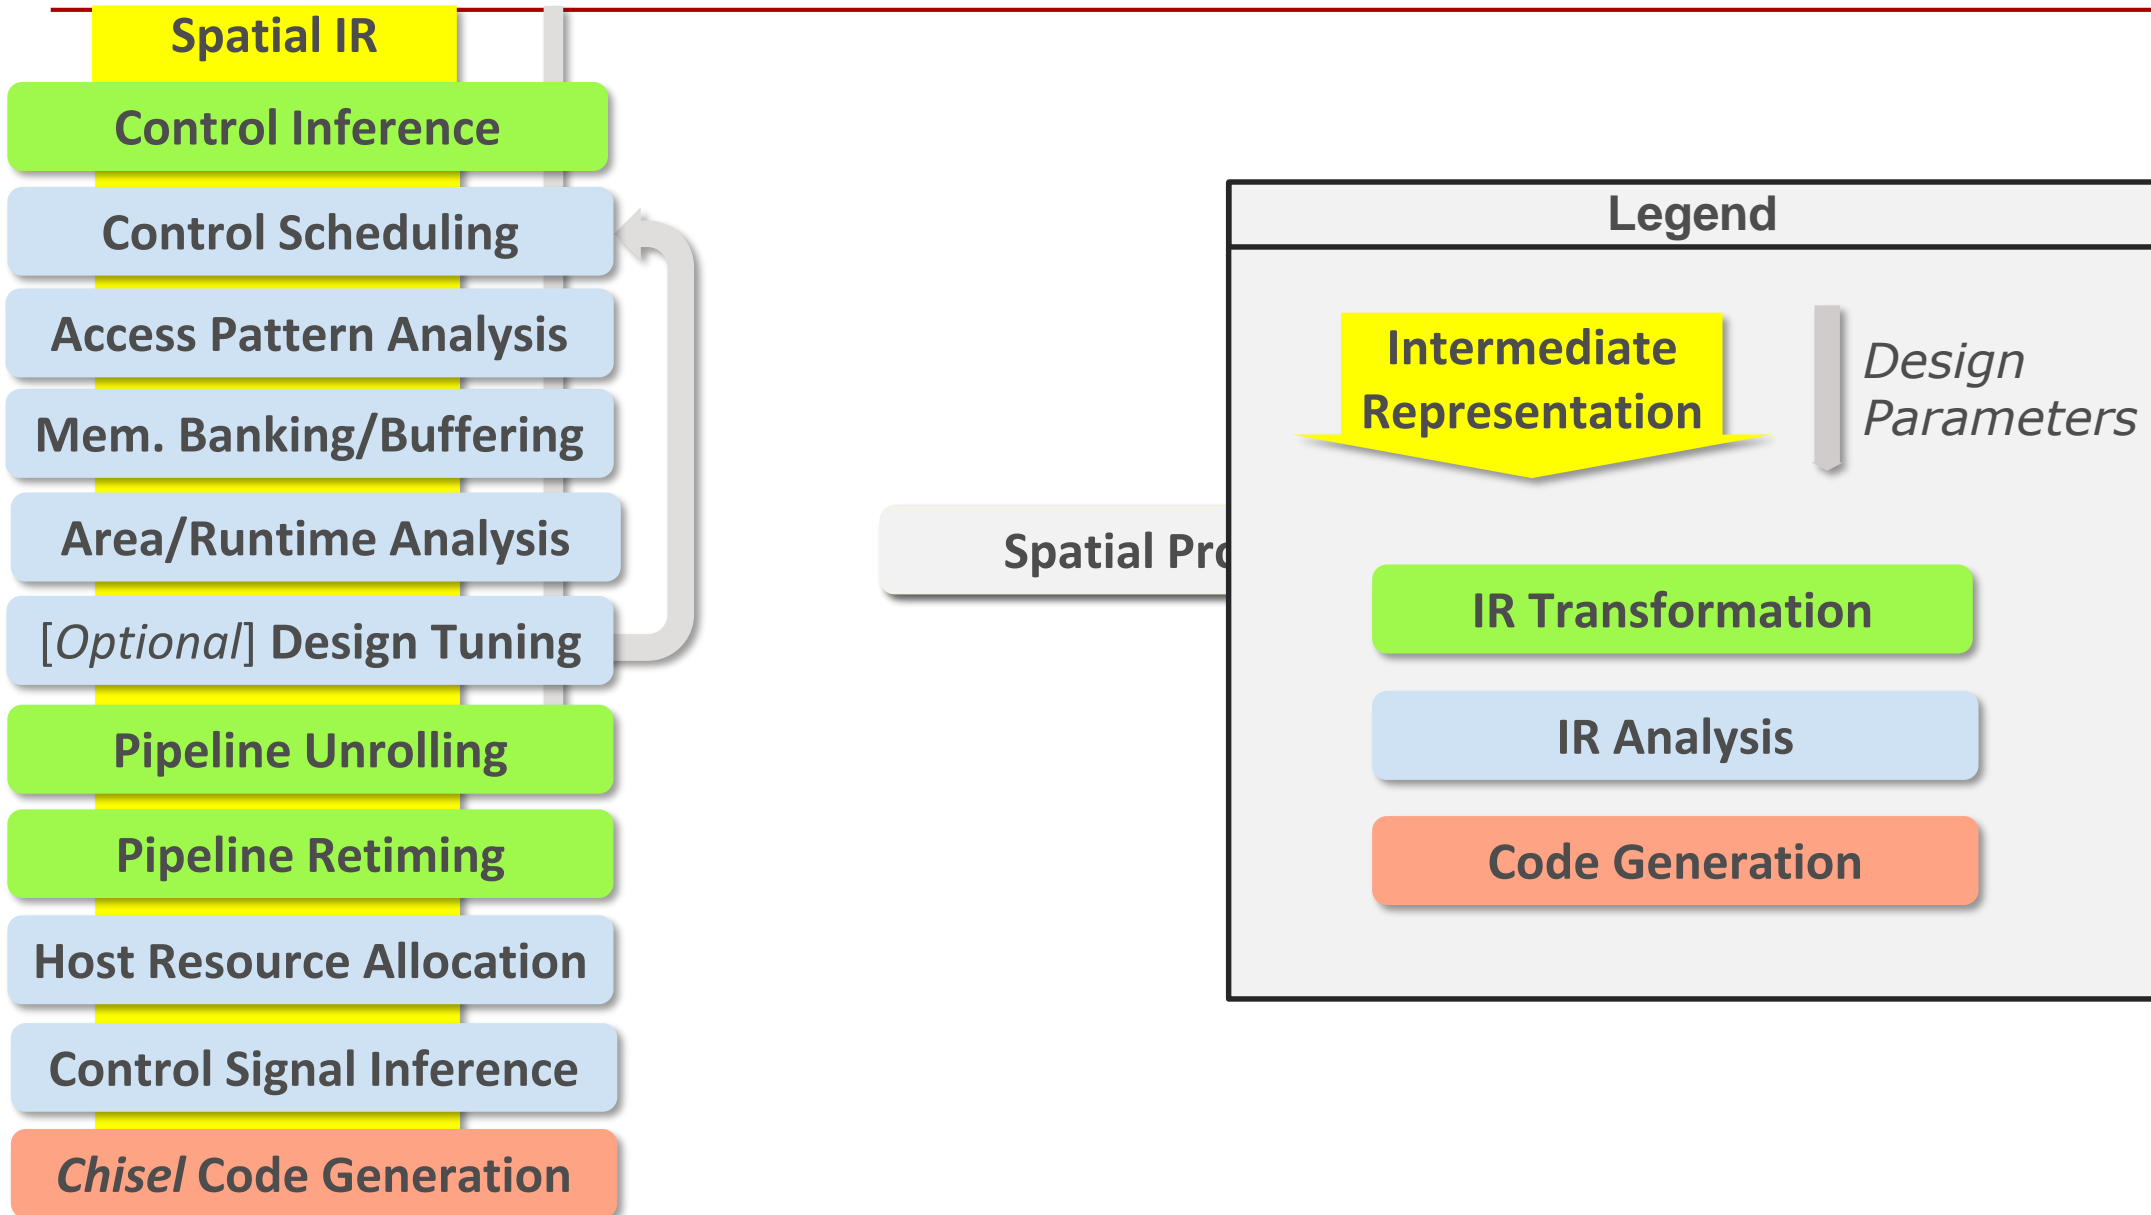 Spatial IR
Control Inference
Control Scheduling
Access Pattern Analysis
Mem. Banking/Buffering
Area/Runtime Analysis
[Optional] Design Tuning
Pipeline Unrolling
Pipeline Retiming
Host Resource Allocation
Control Signal Inference
Chisel Code Generation
Spatial
Legend
Intermediate
Representation
Design
Parameters
IR Transformation
IR Analysis
Code Generation